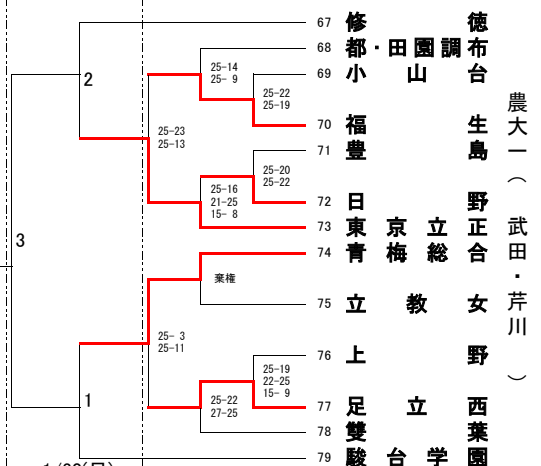 67 修徳
68 都・田園調布
69 小山台
70 福生
71 豊島
72 日野
73 東京立正
74 青梅総合
75 立教女
76 上野
77 足立西
78 雙葉
79 駿台学園
25-14
25- 9
25-22
25-19
25-23
25-13
25-20
25-22
25-16
21-25
15- 8
棄権
25- 3
25-11
25-19
22-25
15- 9
25-22
27-25
2
3
1
農大一(武田・芹川)